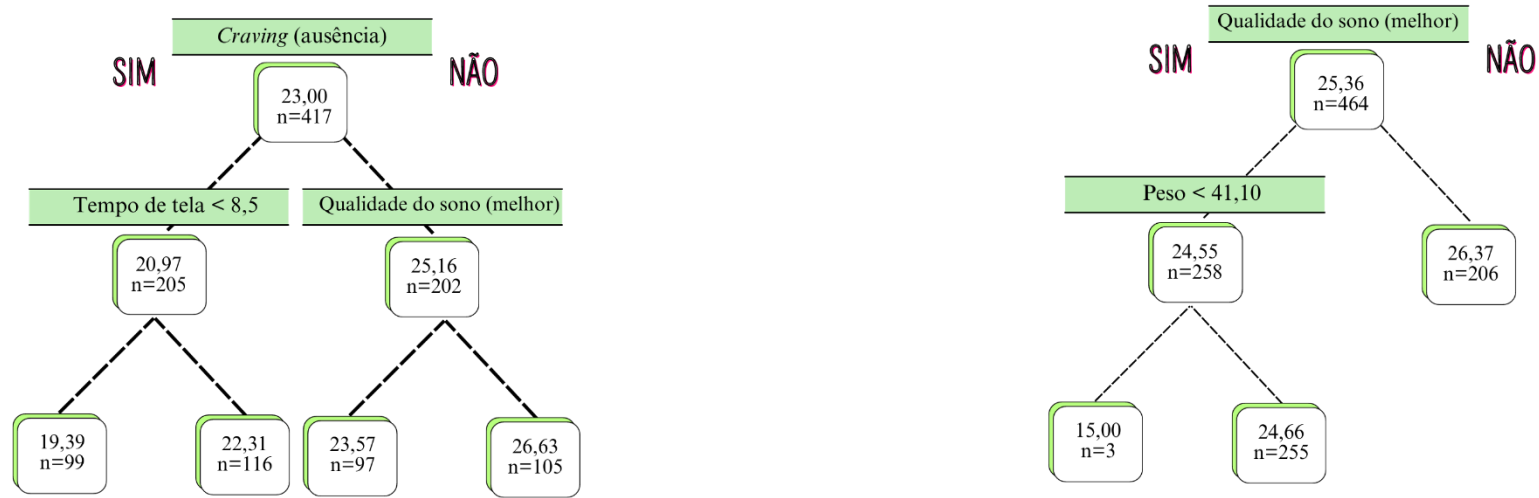 Craving (ausência)
SIM
NÃO
23,00
n=417
Tempo de tela < 8,5
Qualidade do sono (melhor)
20,97
n=205
25,16
n=202
19,39
n=99
22,31
n=116
23,57
n=97
26,63
n=105
Qualidade do sono (melhor)
SIM
NÃO
25,36
n=464
Peso < 41,10
24,55
n=258
26,37
n=206
15,00
n=3
24,66
n=255